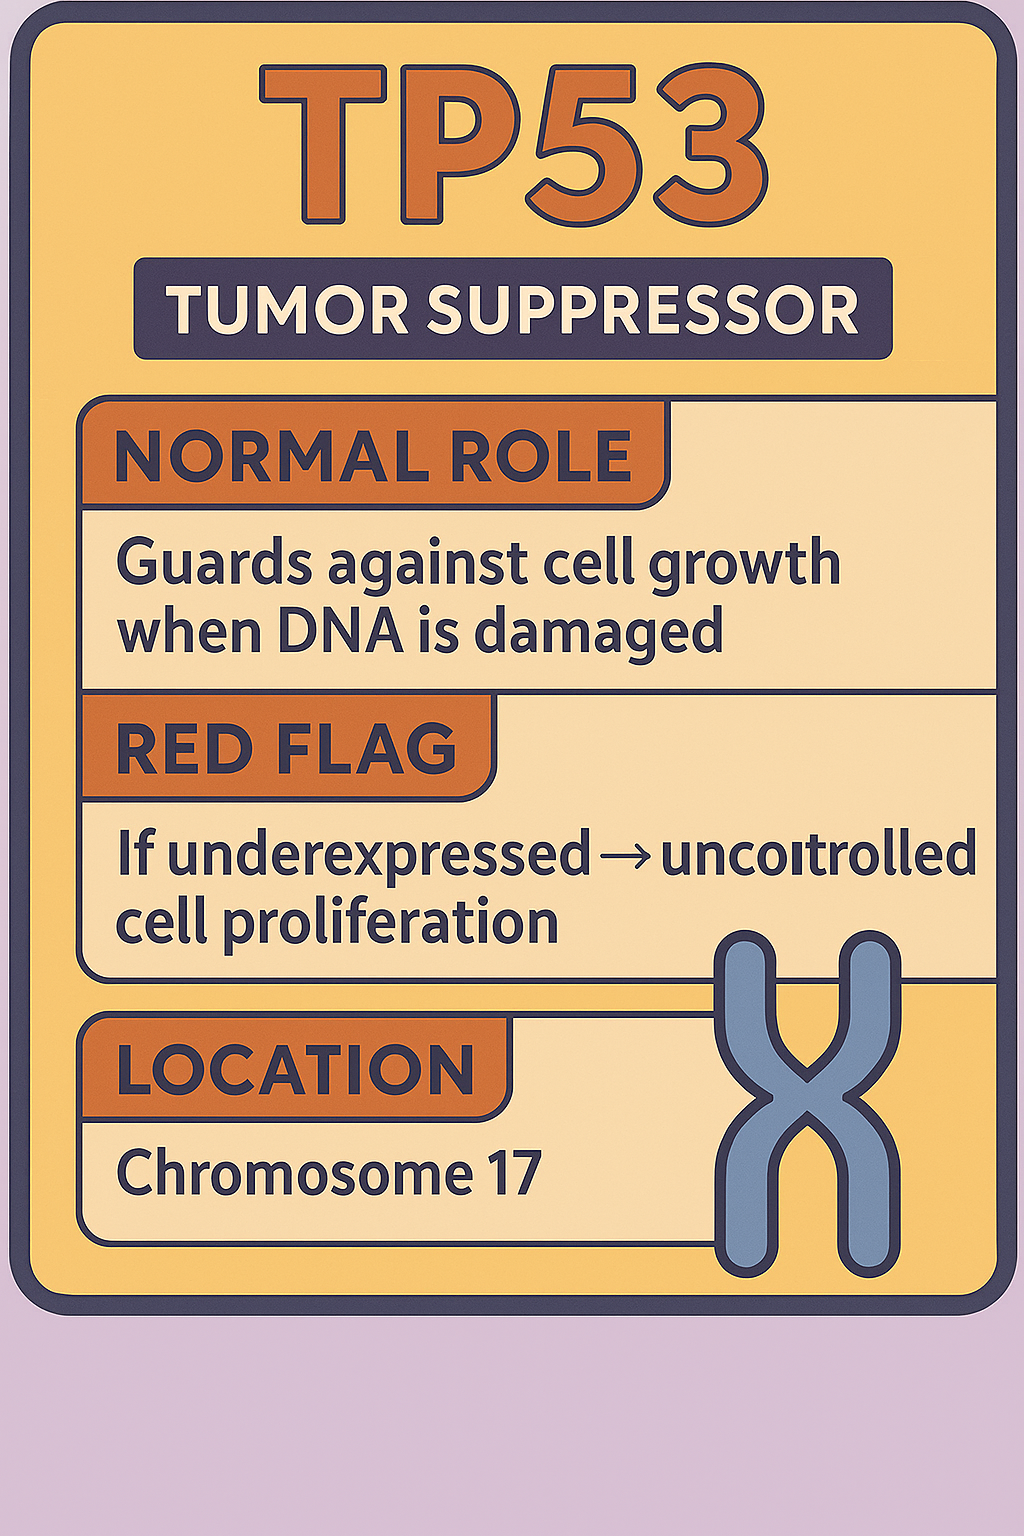 TP53
TUMOR SUPPRESSOR
NORMAL ROLE
Guards against cell growth
when DNA is damaged
RED FLAG
If underexpressed → uncoıtrolled
cell proliferation
LOCATION
Chromosome 17